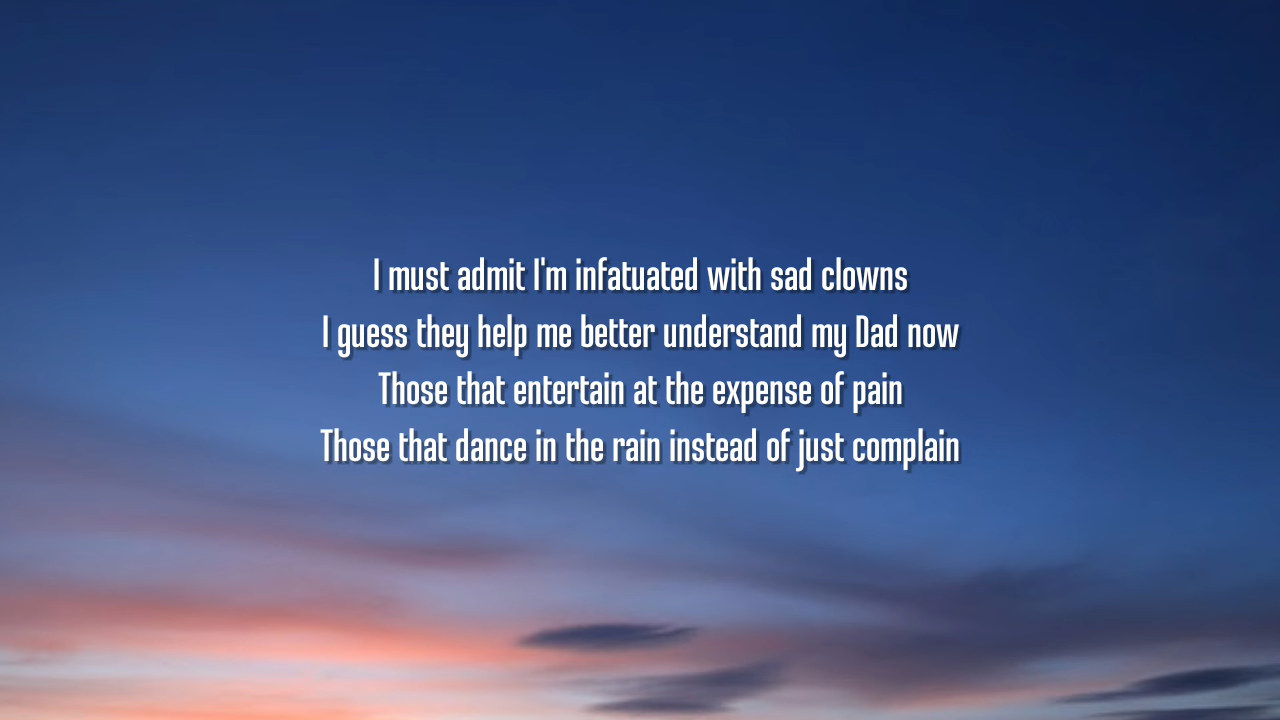 I must admit I'm infatuated with sad clowns
I guess they help me better understand my Dad now
Those that entertain at the expense of pain
Those that dance in the rain instead of just complain